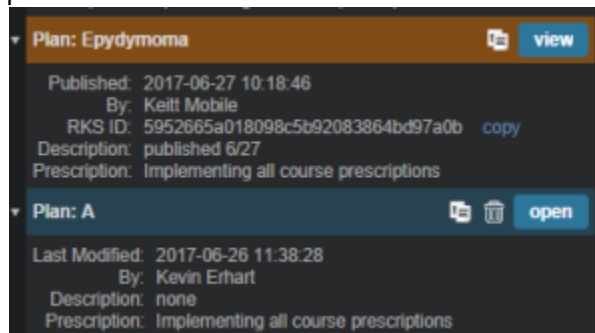 Plan: Epydymoma view
Published: 2017-06-27 10:18:46
By: Keitt Mobile
RKS ID: 5952665a018098c5b92083864bd97a0b copy
Description: published 6/27
Prescription: Implementing all course prescriptions
Plan: A open
Last Modified: 2017-06-26 11:38:28
By: Kevin Erhart
Description: none
Prescription: Implementing all course prescriptions